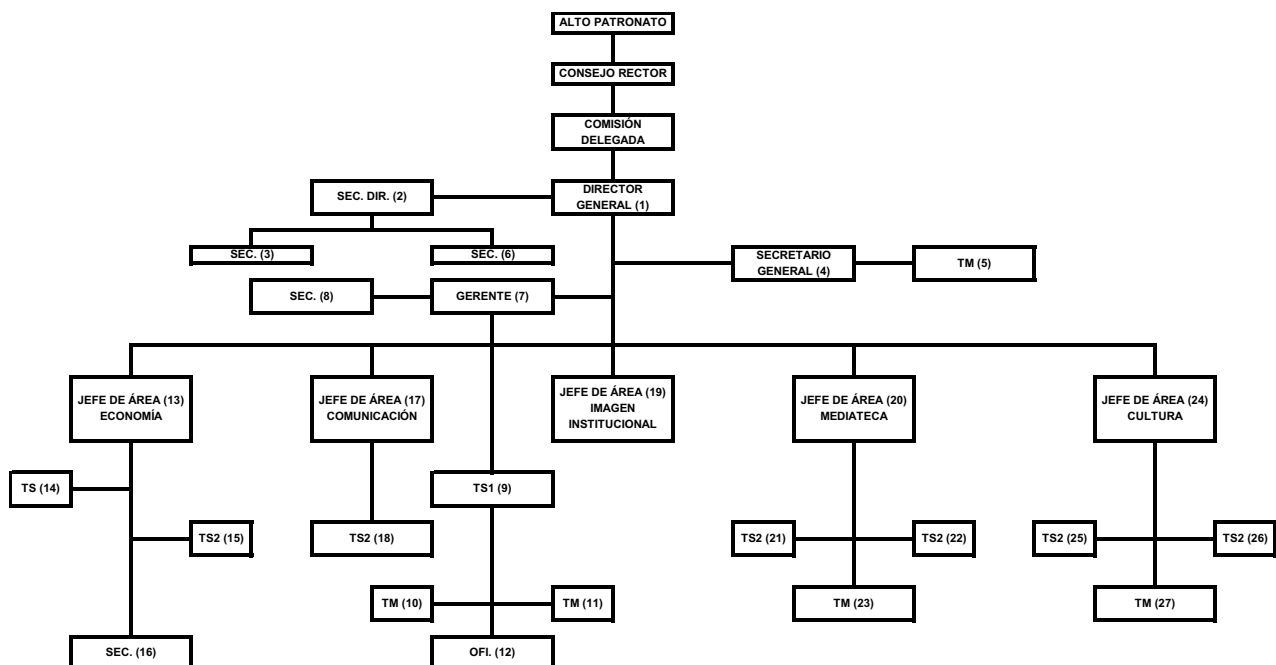 ALTO PATRONATO
CONSEJO RECTOR
COMISIÓN
DELEGADA
DIRECTOR
GENERAL (1)
SEC. DIR. (2)
SEC. (3)
SEC. (6)
SECRETARIO
GENERAL (4)
TM (5)
SEC. (8)
GERENTE (7)
JEFE DE ÁREA (13)
ECONOMÍA
JEFE DE ÁREA (17)
COMUNICACIÓN
JEFE DE ÁREA (19)
IMAGEN
INSTITUCIONAL
JEFE DE ÁREA (20)
MEDIATECA
JEFE DE ÁREA (24)
CULTURA
TS (14)
TS1 (9)
TS2 (15)
TS2 (18)
TS2 (21)
TS2 (22)
TS2 (25)
TS2 (26)
TM (10)
TM (11)
TM (23)
TM (27)
SEC. (16)
OFI. (12)